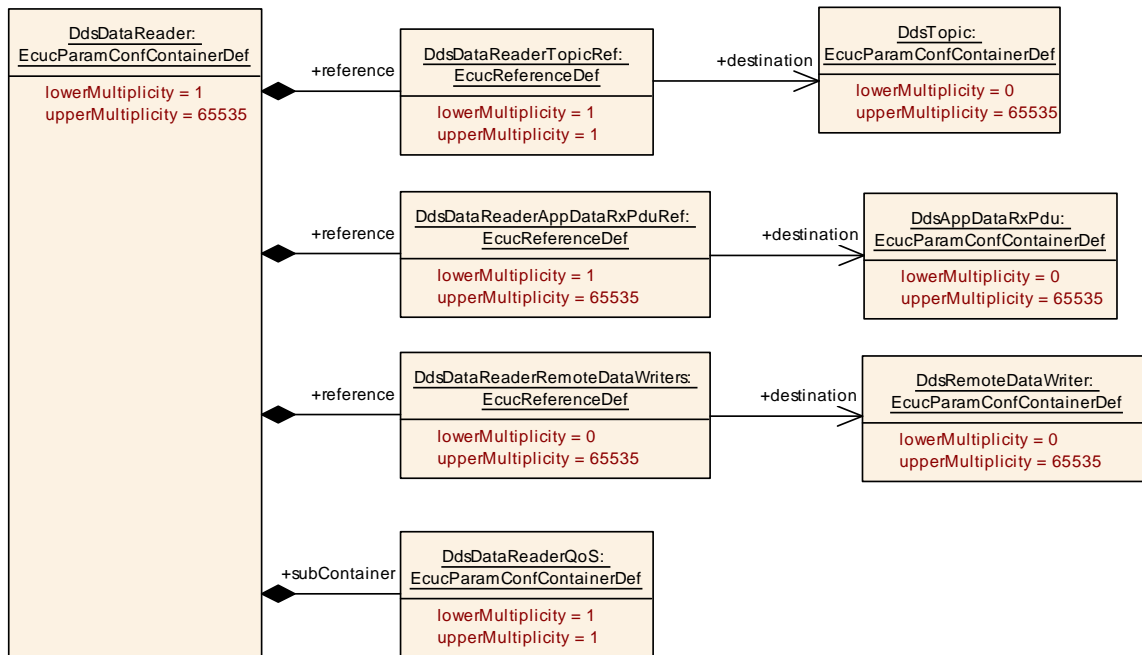 DdsDataReader:
EcucParamConfContainerDef
lowerMultiplicity = 1
upperMultiplicity = 65535
+reference
DdsDataReaderTopicRef:
EcucReferenceDef
lowerMultiplicity = 1
upperMultiplicity = 1
+destination
DdsTopic:
EcucParamConfContainerDef
lowerMultiplicity = 0
upperMultiplicity = 65535
+reference
DdsDataReaderAppDataRxPduRef:
EcucReferenceDef
lowerMultiplicity = 1
upperMultiplicity = 65535
+destination
DdsAppDataRxPdu:
EcucParamConfContainerDef
lowerMultiplicity = 0
upperMultiplicity = 65535
+reference
DdsDataReaderRemoteDataWriters:
EcucReferenceDef
lowerMultiplicity = 0
upperMultiplicity = 65535
+destination
DdsRemoteDataWriter:
EcucParamConfContainerDef
lowerMultiplicity = 0
upperMultiplicity = 65535
+subContainer
DdsDataReaderQoS:
EcucParamConfContainerDef
lowerMultiplicity = 1
upperMultiplicity = 1